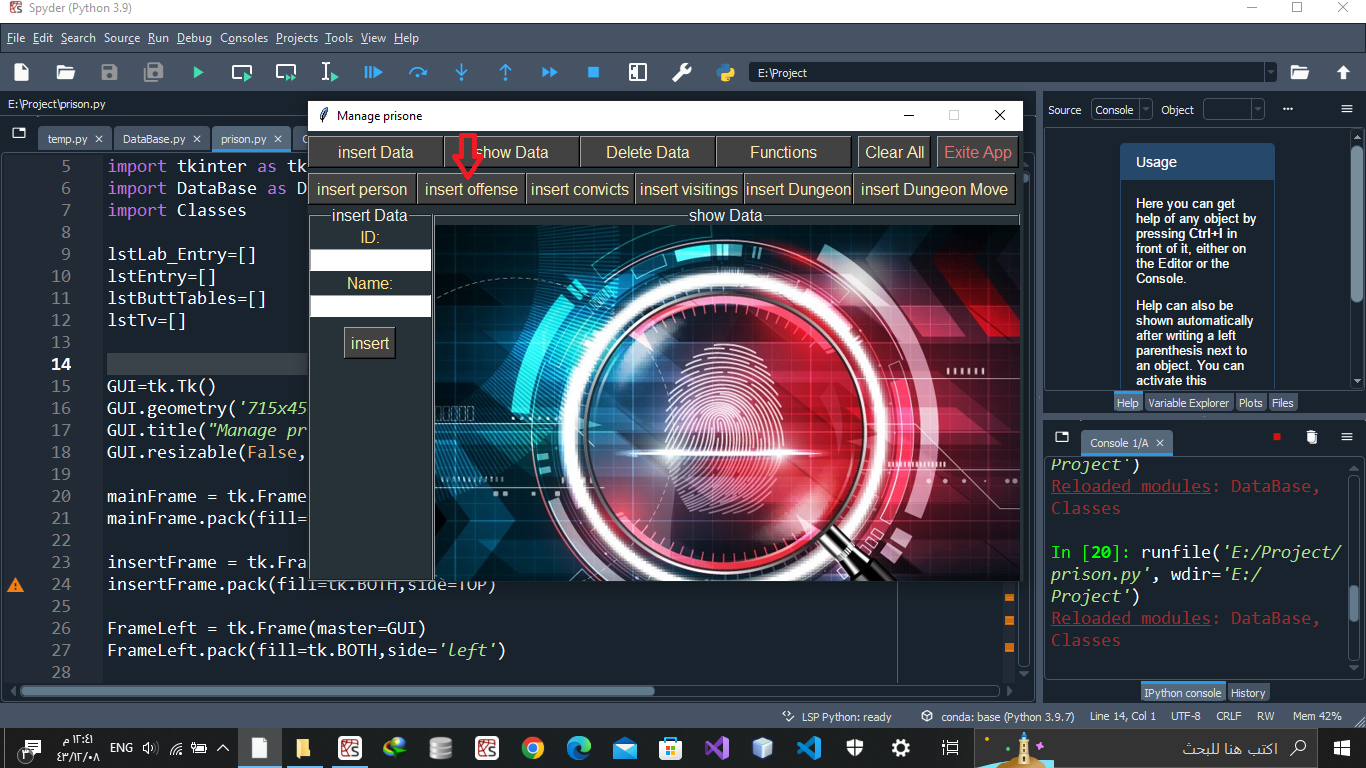 Spyder (Python 3.9)
File Edit Search Source Run Debug Consoles Projects Tools View Help
E:\Project
E:\Project\prison.py
temp.py
DataBase.py
prison.py
5 import tkinter as tk
6 import DataBase as D
7 import Classes
8
9 lstLab_Entry=[]
10 lstEntry=[]
11 lstButtTables=[]
12 lstTv=[]
13
14
15 GUI=tk.Tk()
16 GUI.geometry('715x45
17 GUI.title("Manage pr
18 GUI.resizable(False,
19
20 mainFrame = tk.Frame
21 mainFrame.pack(fill=
22
23 insertFrame = tk.Fra
24 insertFrame.pack(fill=tk.BOTH,side=TOP)
25
26 FrameLeft = tk.Frame(master=GUI)
27 FrameLeft.pack(fill=tk.BOTH,side='left')
28
Manage prisone
insert Data show Data Delete Data Functions Clear All Exite App
insert person insert offense insert convicts insert visitings insert Dungeon insert Dungeon Move
insert Data
ID:
Name:
insert
show Data
Source Console Object
Usage
Here you can get
help of any object by
pressing Ctrl+I in
front of it, either on
the Editor or the
Console.
Help can also be
shown automatically
after writing a left
parenthesis next to
an object. You can
activate this
Help Variable Explorer Plots Files
Console 1/A
Project')
Reloaded modules: DataBase,
Classes
In [20]: runfile('E:/Project/
prison.py', wdir='E:/
Project')
Reloaded modules: DataBase,
Classes
IPython console History
LSP Python: ready conda: base (Python 3.9.7) Line 14, Col 1 UTF-8 CRLF RW Mem 42%
١٢:٤١ م
٤٣/١٢/٠٨
ENG
اكتب هنا للبحث